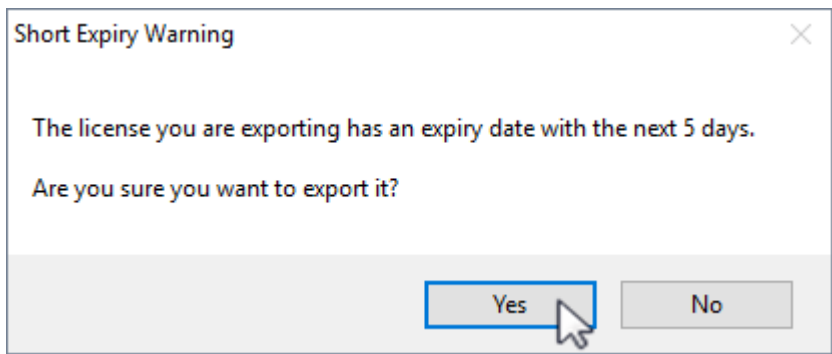 Short Expiry Warning
The license you are exporting has an expiry date with the next 5 days.
Are you sure you want to export it?
Yes
No